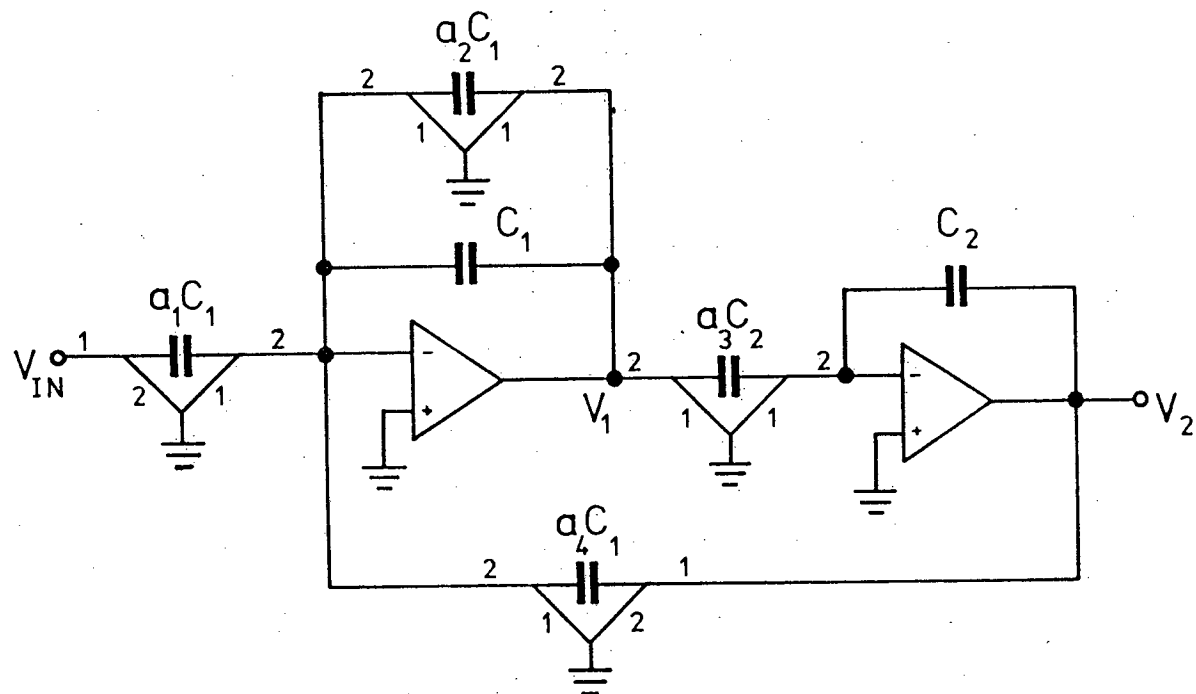 a₂C₁
2 2
1 1
C₁
C₂
a₁C₁
V_IN 1 2
2 1
−
+
V₁
a₃C₂
2 2
1 1
−
+
V₂
a₄C₁
2 1
1 2